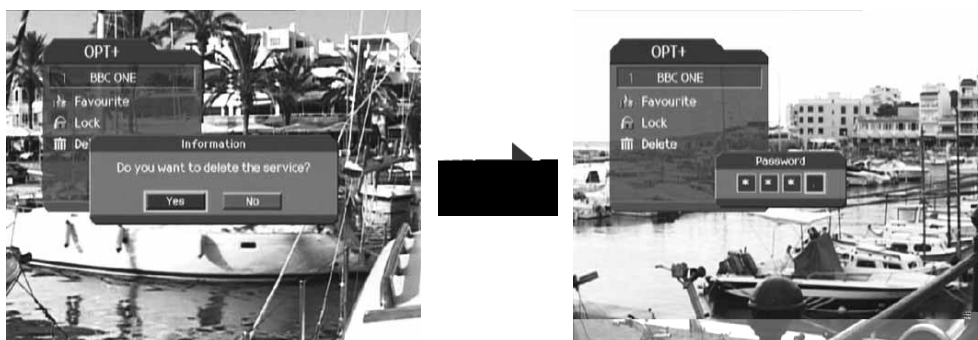 OPT+
1 BBC ONE
Favourite
Lock
De
Information
Do you want to delete the service?
Yes No
OPT+
1 BBC ONE
Favourite
Lock
Delete
Password
* * *